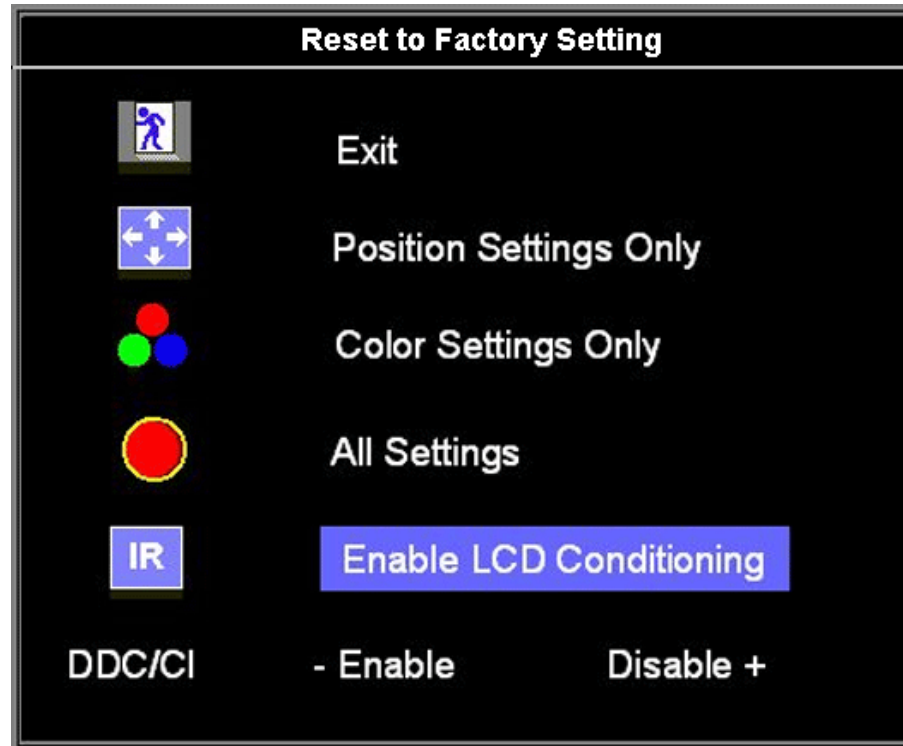 Reset to Factory Setting
Exit
Position Settings Only
Color Settings Only
All Settings
IR Enable LCD Conditioning
DDC/CI - Enable Disable +